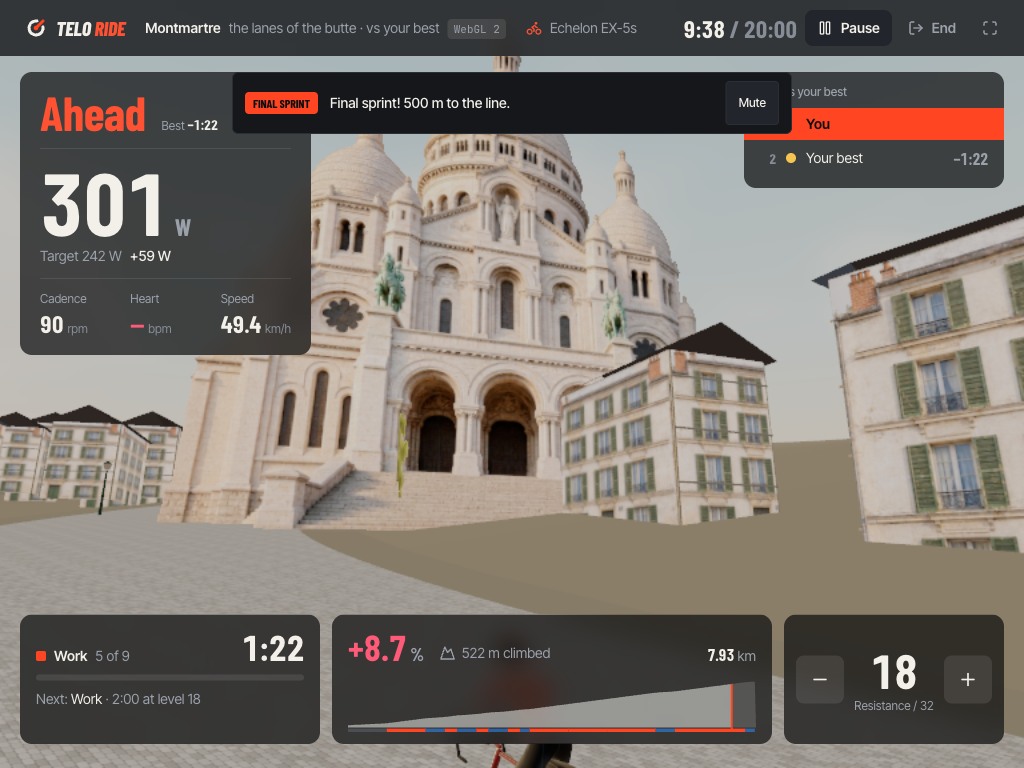 TELO RIDE Montmartre the lanes of the butte · vs your best WebGL 2 Echelon EX-5s 9:38 / 20:00 Pause End
Ahead Best −1:22
FINAL SPRINT Final sprint! 500 m to the line. Mute
s your best
You
2 Your best −1:22
301 W
Target 242 W +59 W
Cadence Heart Speed
90 rpm – bpm 49.4 km/h
Work 5 of 9 1:22
Next: Work · 2:00 at level 18
+8.7 % 522 m climbed 7.93 km
− 18 +
Resistance / 32